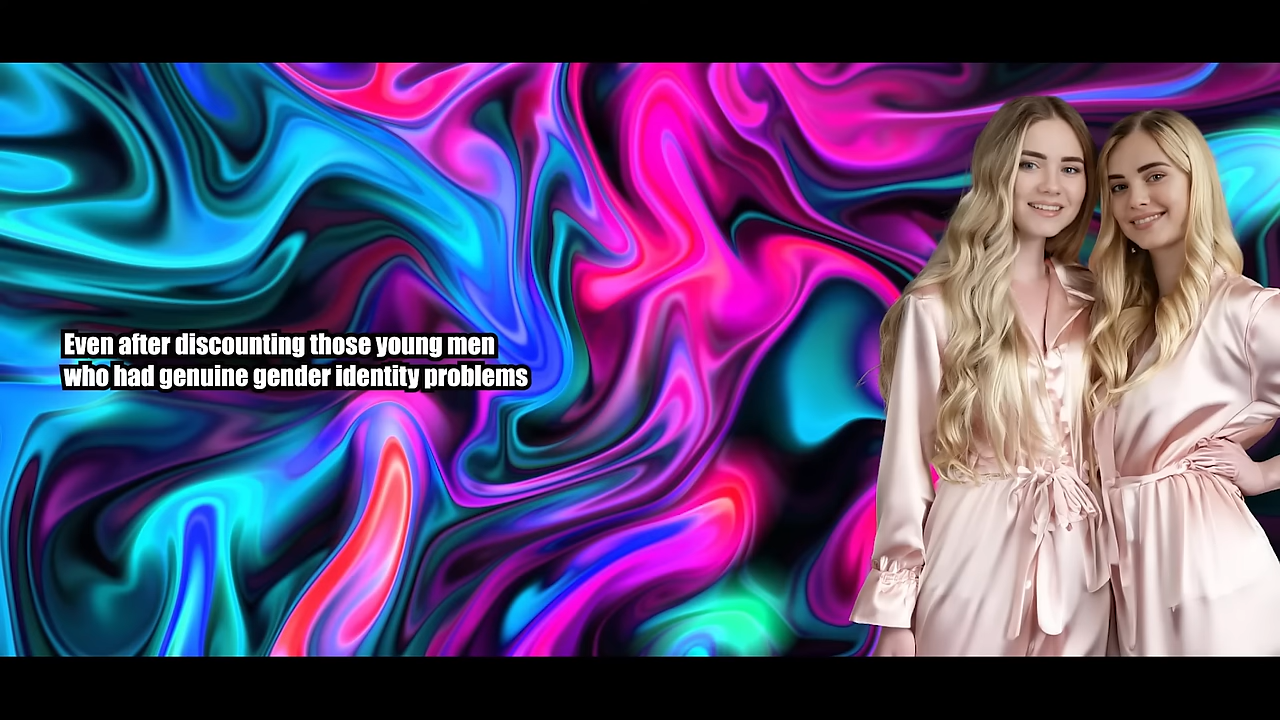 Even after discounting those young men
who had genuine gender identity problems